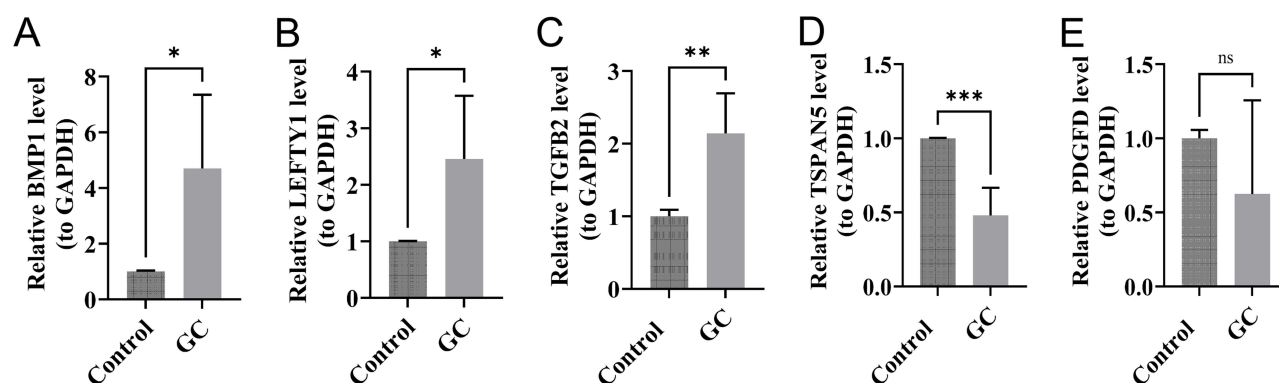 A
Relative BMP1 level
(to GAPDH)
8
6
4
2
0
*
Control
GC
B
Relative LEFTY1 level
(to GAPDH)
4
3
2
1
0
*
Control
GC
C
Relative TGFB2 level
(to GAPDH)
3
2
1
0
**
Control
GC
D
Relative TSPAN5 level
(to GAPDH)
1.5
1.0
0.5
0.0
***
Control
GC
E
Relative PDGFD level
(to GAPDH)
1.5
1.0
0.5
0.0
ns
Control
GC